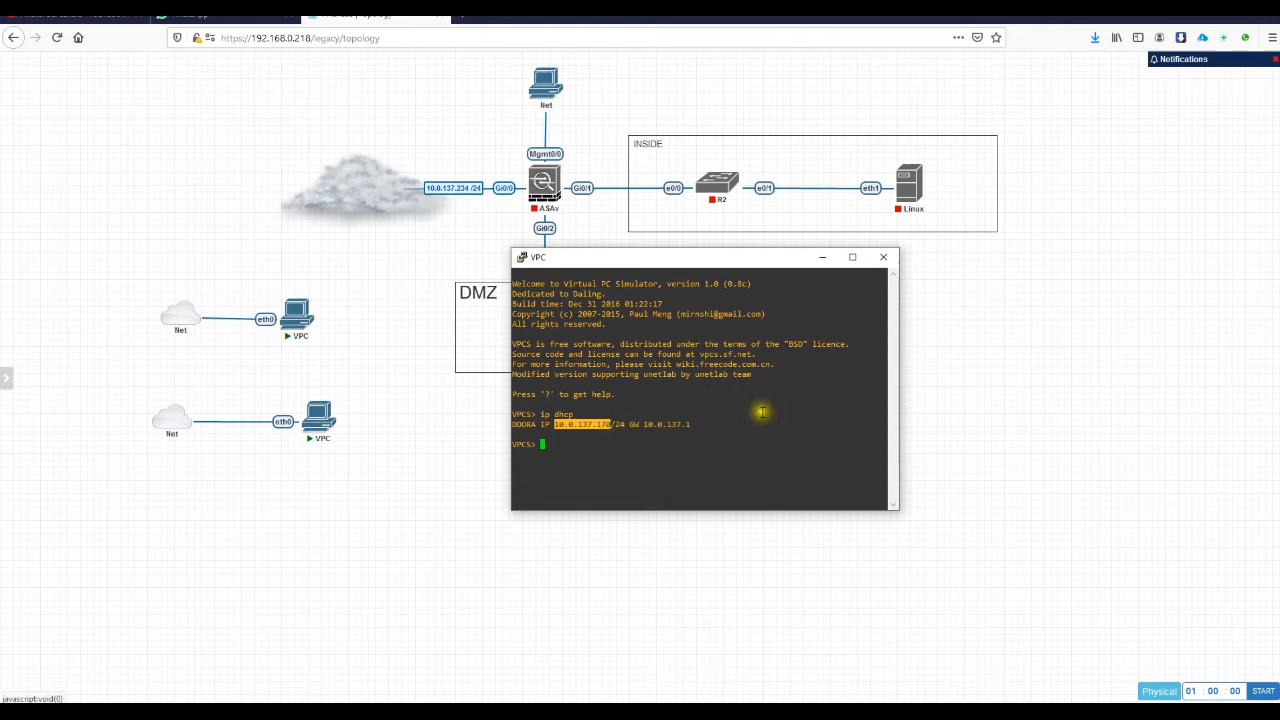 https://192.168.0.218/legacy/topology
Notifications
Net
Mgmt0/0
INSIDE
10.0.137.234 /24
Gi0/0
Gi0/1
e0/0
e0/1
eth1
ASAv
R2
Linux
Gi0/2
VPC
DMZ
Welcome to Virtual PC Simulator, version 1.0 (0.8c)
Dedicated to Daling.
Build time: Dec 31 2016 01:22:17
Copyright (c) 2007-2015, Paul Meng (mirnshi@gmail.com)
All rights reserved.
VPCS is free software, distributed under the terms of the "BSD" licence.
Source code and license can be found at vpcs.sf.net.
For more information, please visit wiki.freecode.com.cn.
Modified version supporting unetlab by unetlab team
Press '?' to get help.
VPCS> ip dhcp
DDORA IP 10.0.137.178/24 GW 10.0.137.1
VPCS>
Net
eth0
VPC
Net
eth0
VPC
javascript:void(0)
Physical
01 : 00 : 00
START